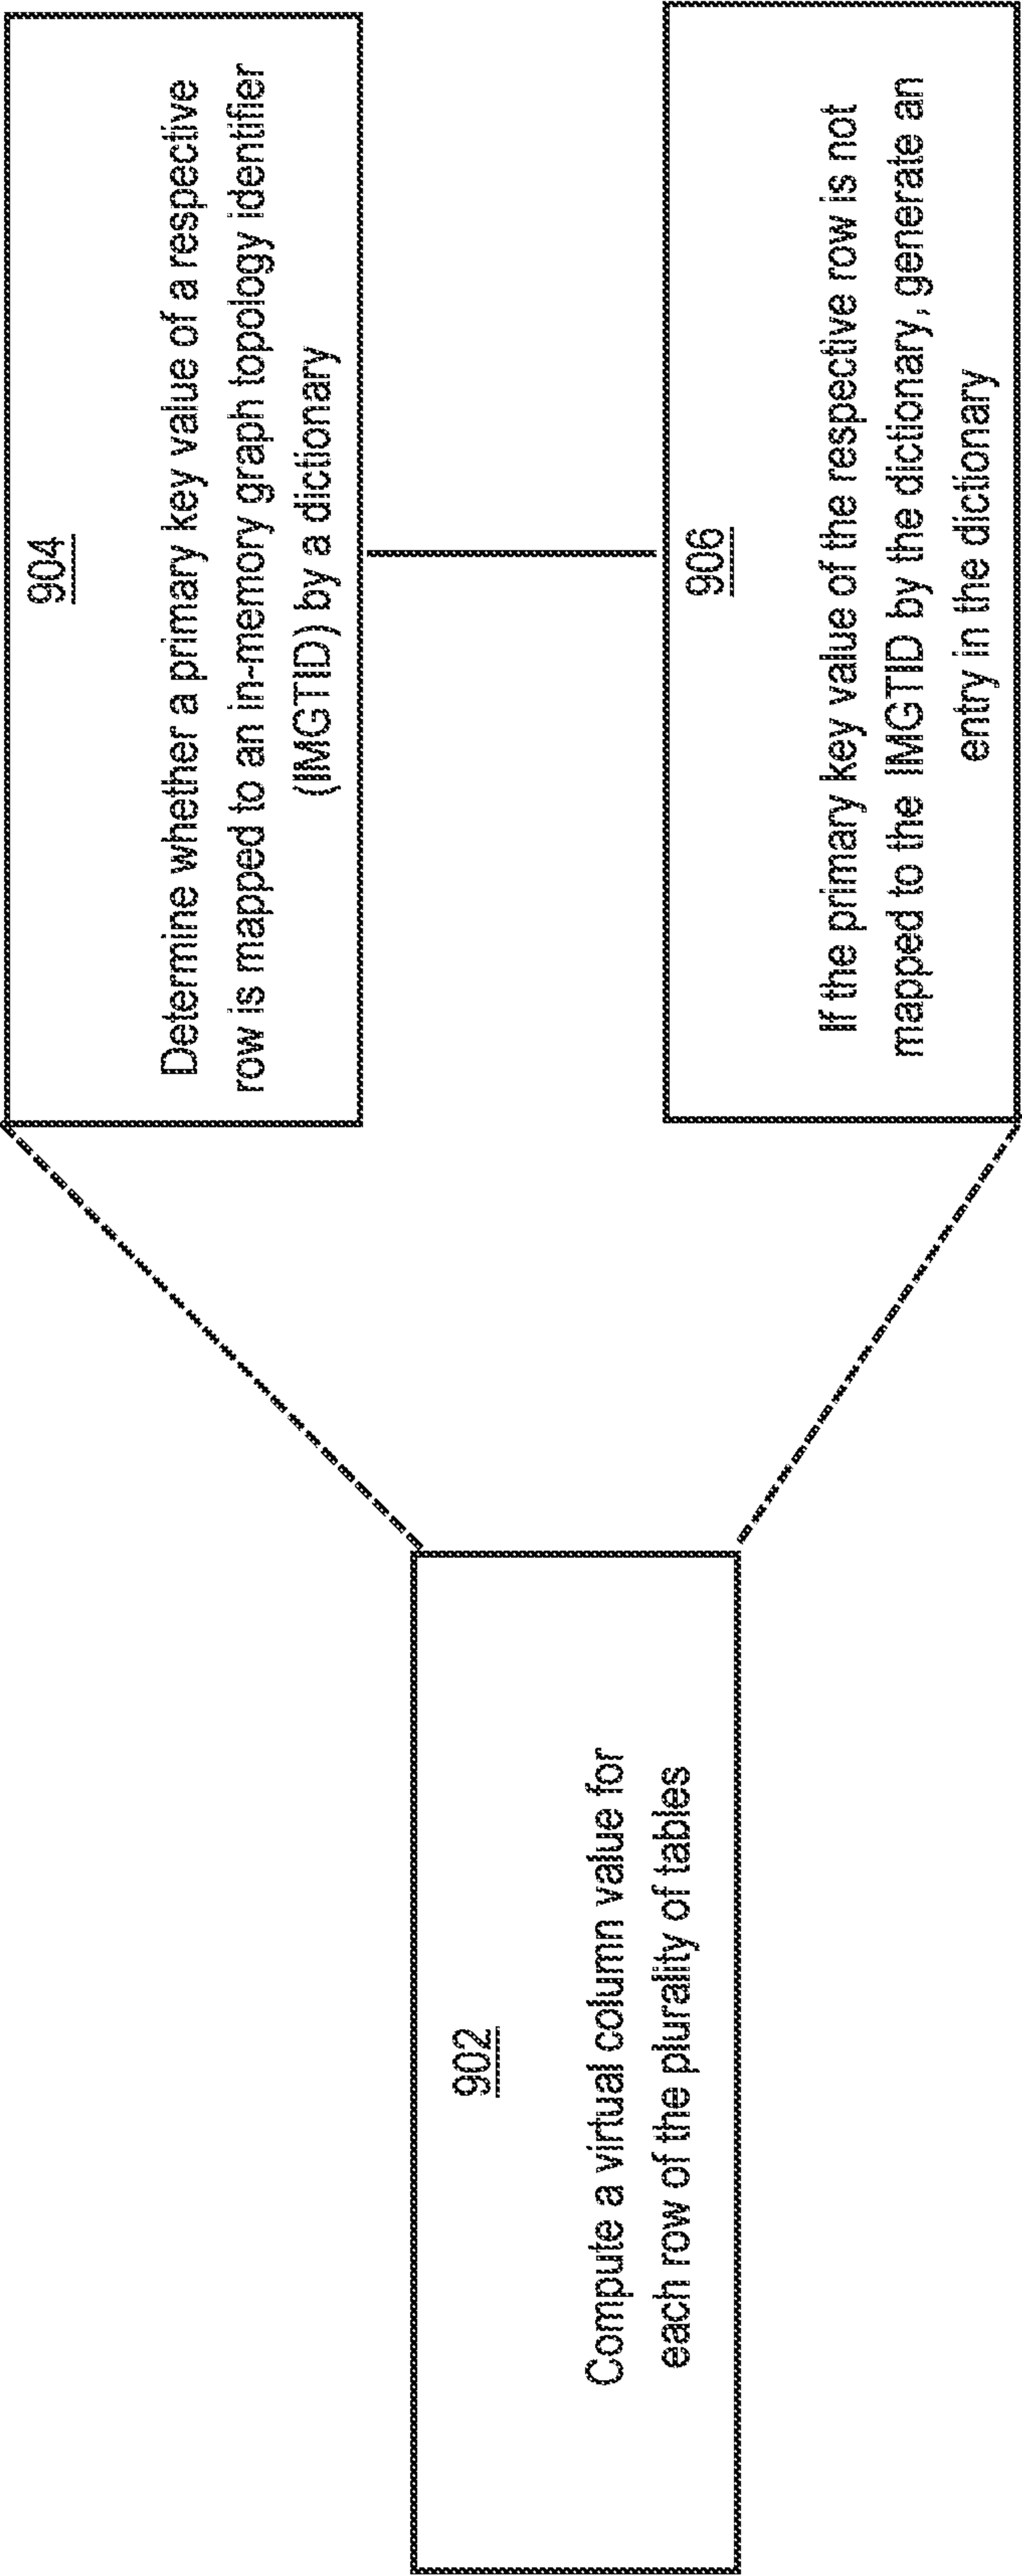 902
Compute a virtual column value for
each row of the plurality of tables
904
Determine whether a primary key value of a respective
row is mapped to an in-memory graph topology identifier
(IMGTID) by a dictionary
906
If the primary key value of the respective row is not
mapped to the IMGTID by the dictionary, generate an
entry in the dictionary